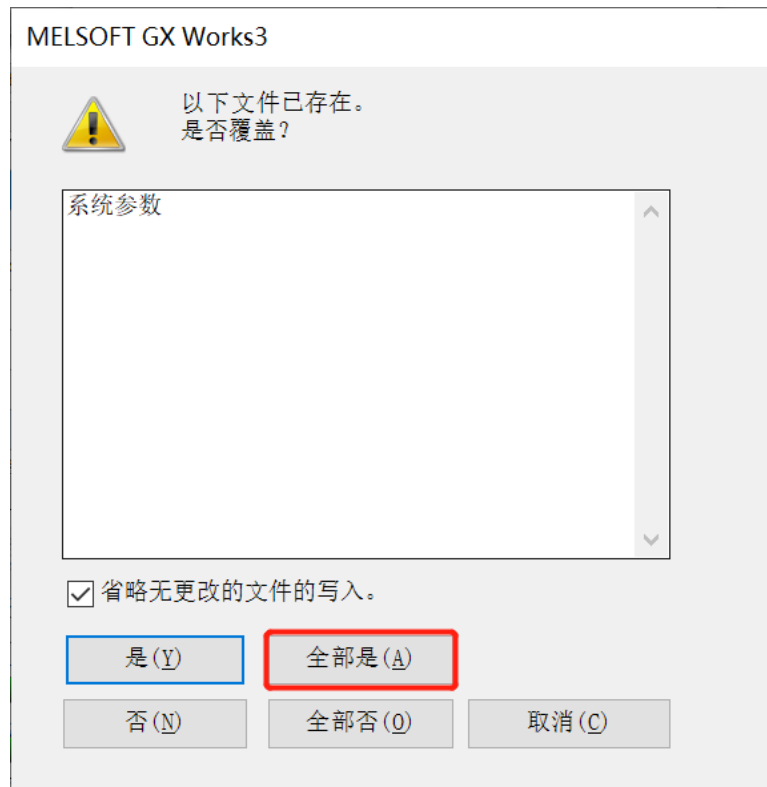 MELSOFT GX Works3
以下文件已存在。
是否覆盖?
系统参数
省略无更改的文件的写入。
是(Y)
全部是(A)
否(N)
全部否(O)
取消(C)